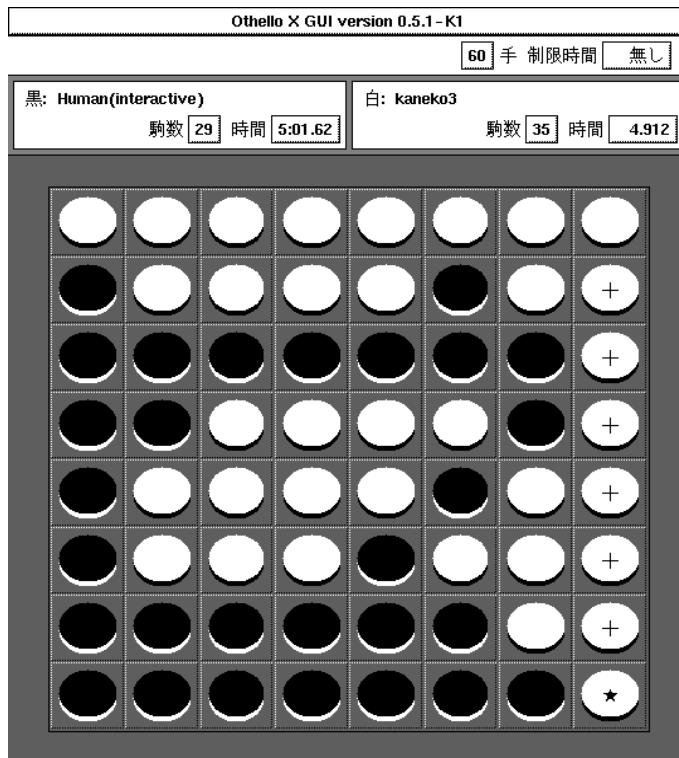 Othello X GUI version 0.5.1-K1
60 手 制限時間 無し
黒: Human(interactive)
駒数 29 時間 5:01.62
白: kaneko3
駒数 35 時間 4.912